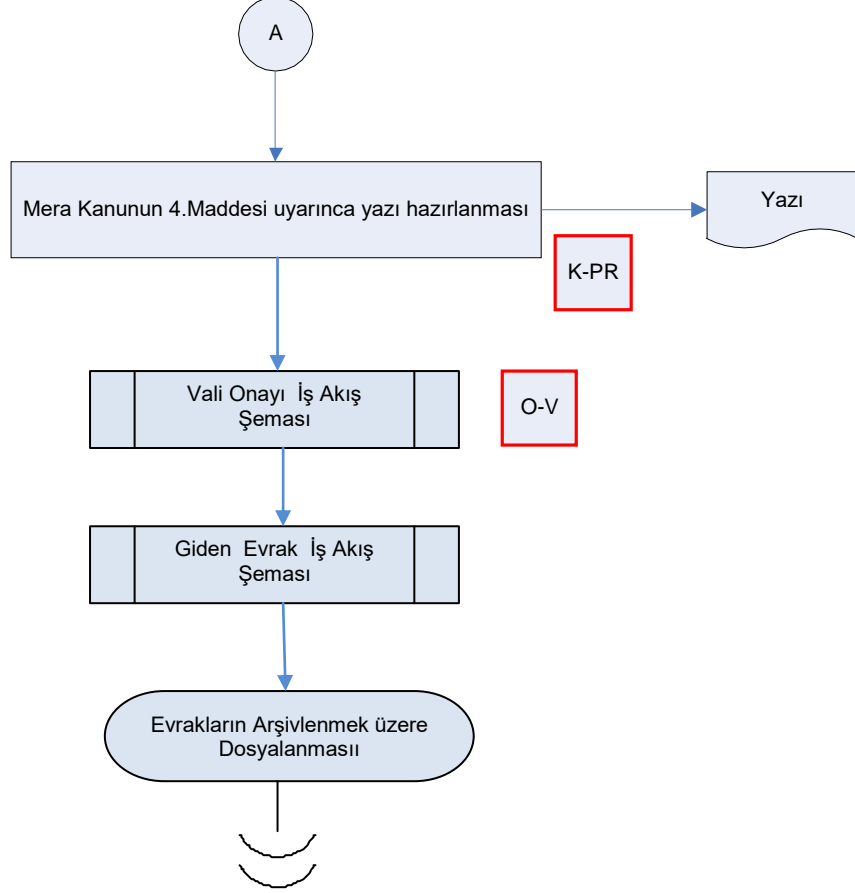 A
Mera Kanunun 4.Maddesi uyarınca yazı hazırlanması
Yazı
K-PR
Vali Onayı İş Akış
Şeması
O-V
Giden Evrak İş Akış
Şeması
Evrakların Arşivlenmek üzere
Dosyalanmasıı